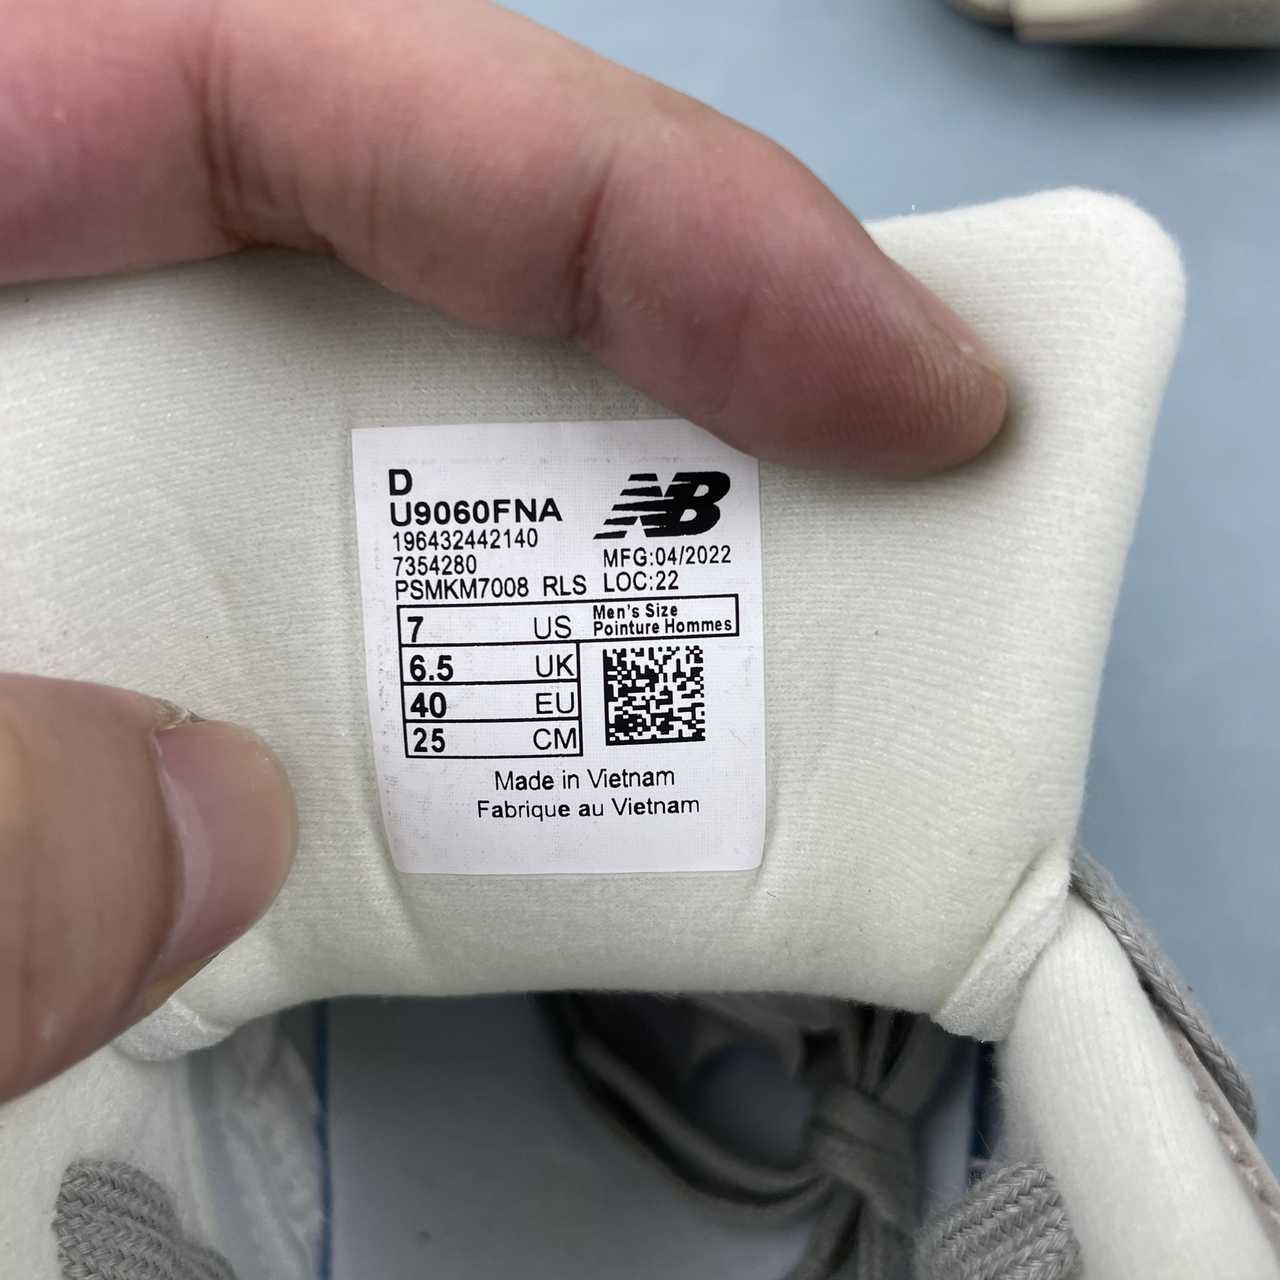 D
U9060FNA
NB
196432442140
7354280
MFG:04/2022
PSMKM7008 RLS LOC:22
7 US Men's Size
Pointure Hommes
6.5 UK
40 EU
25 CM
Made in Vietnam
Fabrique au Vietnam